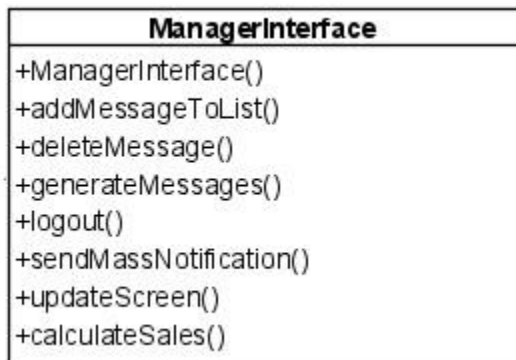 ManagerInterface
+ManagerInterface()
+addMessageToList()
+deleteMessage()
+generateMessages()
+logout()
+sendMassNotification()
+updateScreen()
+calculateSales()